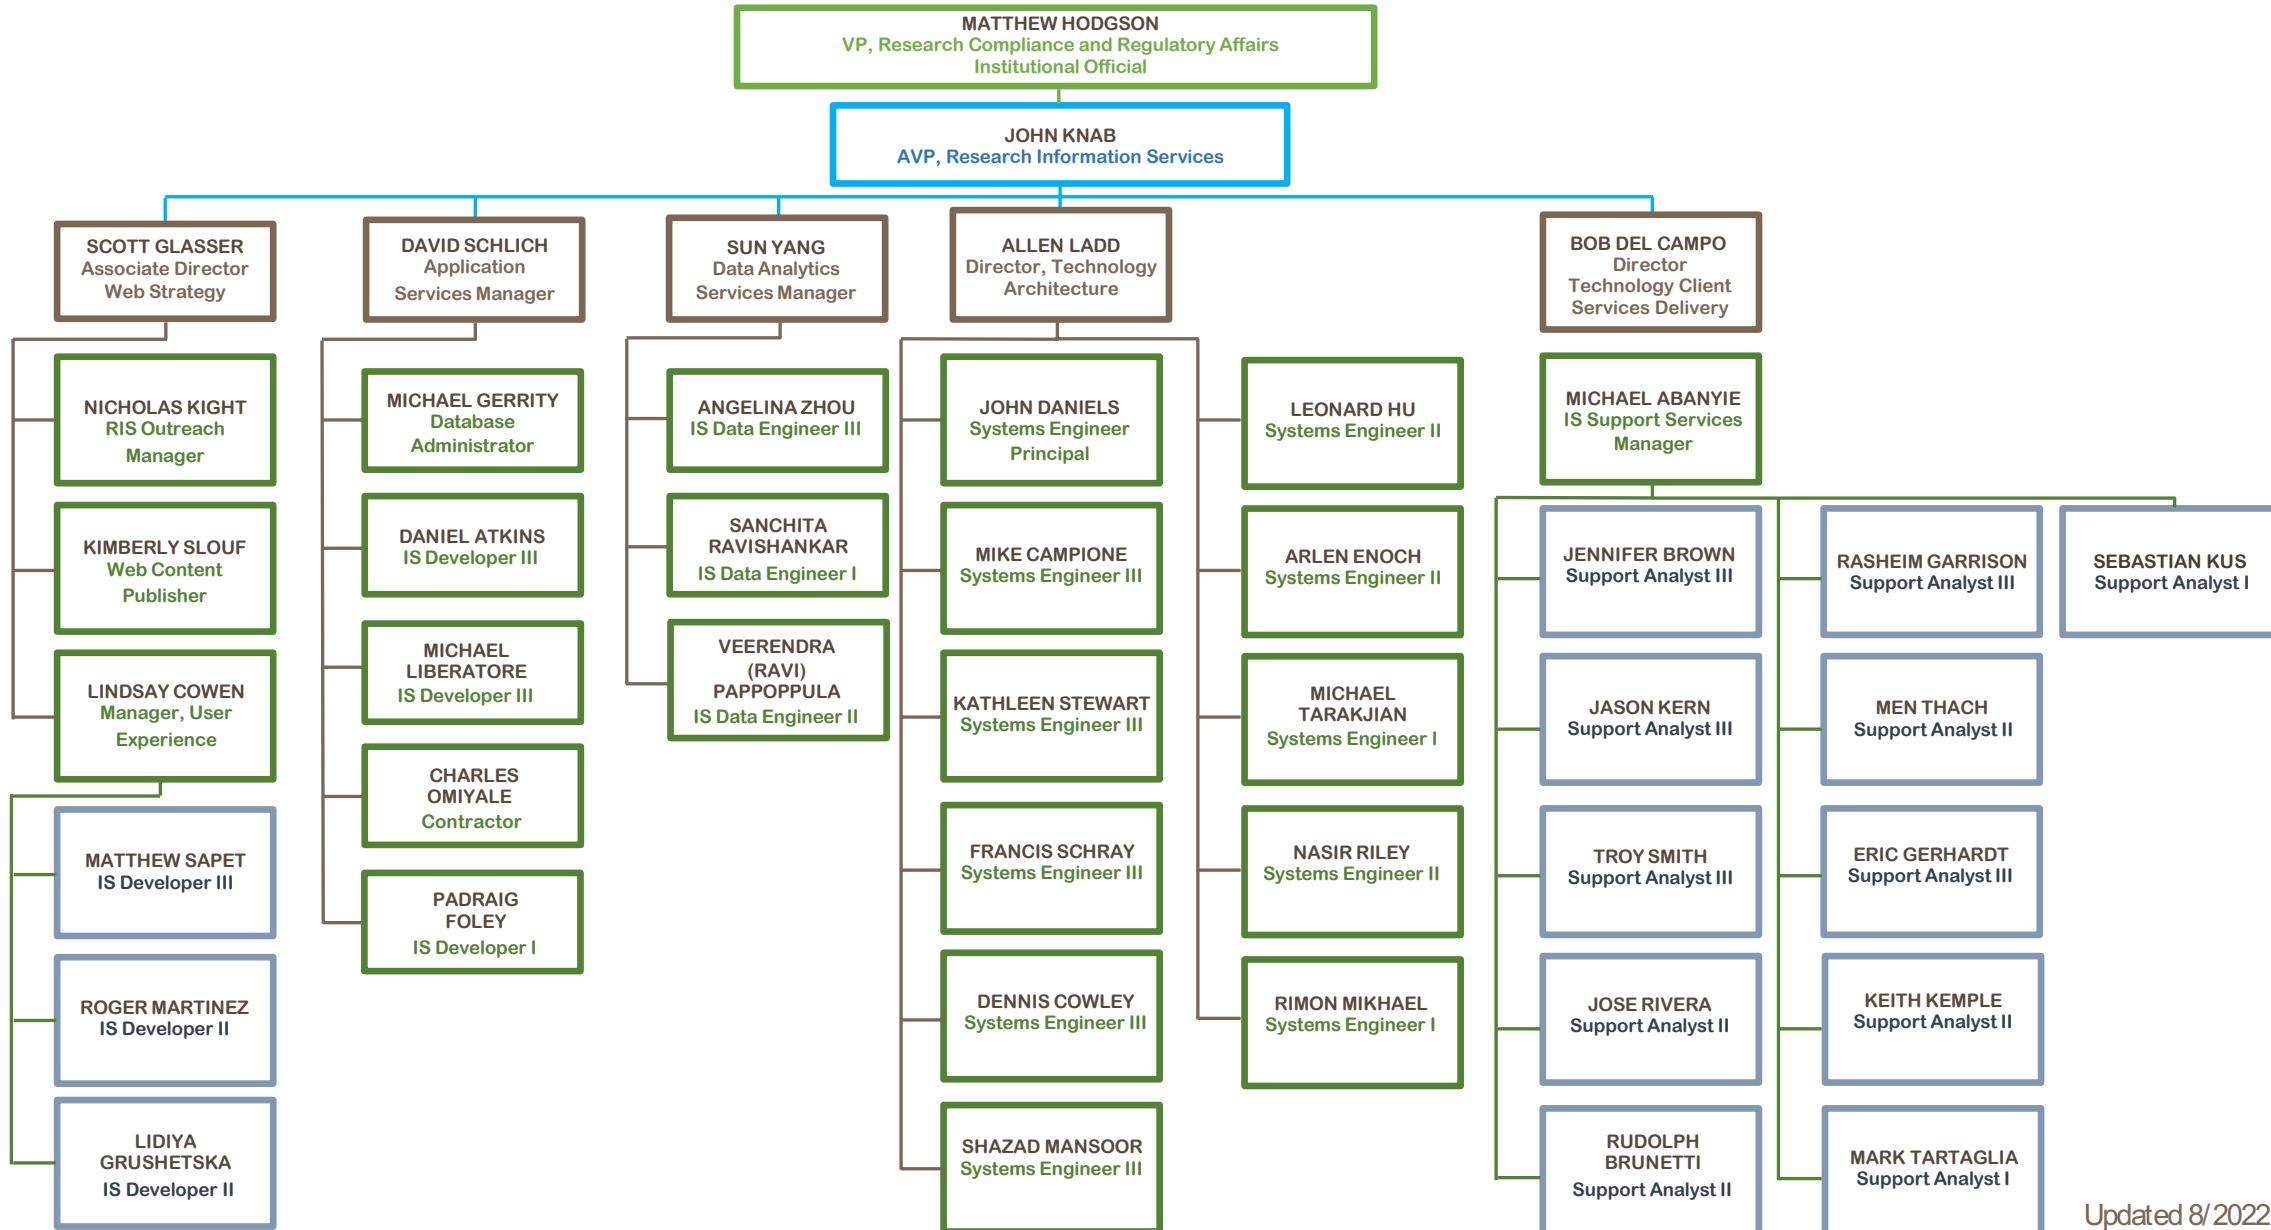 MATTHEW HODGSON
VP, Research Compliance and Regulatory Affairs
Institutional Official
JOHN KNAB
AVP, Research Information Services
SCOTT GLASSER
Associate Director
Web Strategy
DAVID SCHLICH
Application
Services Manager
SUN YANG
Data Analytics
Services Manager
ALLEN LADD
Director, Technology
Architecture
BOB DEL CAMPO
Director
Technology Client
Services Delivery
NICHOLAS KIGHT
RIS Outreach
Manager
KIMBERLY SLOUF
Web Content
Publisher
LINDSAY COWEN
Manager, User
Experience
MATTHEW SAPET
IS Developer III
ROGER MARTINEZ
IS Developer II
LIDIYA
GRUSHETSKA
IS Developer II
MICHAEL GERRITY
Database
Administrator
DANIEL ATKINS
IS Developer III
MICHAEL
LIBERATORE
IS Developer III
CHARLES
OMIYALE
Contractor
PADRAIG
FOLEY
IS Developer I
ANGELINA ZHOU
IS Data Engineer III
SANCHITA
RAVISHANKAR
IS Data Engineer I
VEERENDRA
(RAVI)
PAPPOPPULA
IS Data Engineer II
JOHN DANIELS
Systems Engineer
Principal
MIKE CAMPIONE
Systems Engineer III
KATHLEEN STEWART
Systems Engineer III
FRANCIS SCHRAY
Systems Engineer III
DENNIS COWLEY
Systems Engineer III
SHAZAD MANSOOR
Systems Engineer III
LEONARD HU
Systems Engineer II
ARLEN ENOCH
Systems Engineer II
MICHAEL
TARAKJIAN
Systems Engineer I
NASIR RILEY
Systems Engineer II
RIMON MIKHAEL
Systems Engineer I
MICHAEL ABANYIE
IS Support Services
Manager
JENNIFER BROWN
Support Analyst III
JASON KERN
Support Analyst III
TROY SMITH
Support Analyst III
JOSE RIVERA
Support Analyst II
RUDOLPH
BRUNETTI
Support Analyst II
RASHEIM GARRISON
Support Analyst III
MEN THACH
Support Analyst II
ERIC GERHARDT
Support Analyst III
KEITH KEMPLE
Support Analyst II
MARK TARTAGLIA
Support Analyst I
SEBASTIAN KUS
Support Analyst I
Updated 8/2022